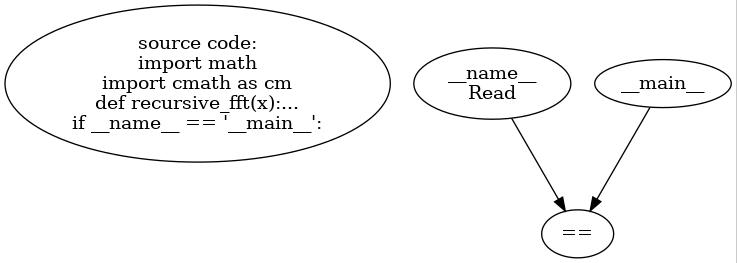 source code:
import math
import cmath as cm
def recursive_fft(x):...
if __name__ == '__main__':
__name__
Read
__main__
==